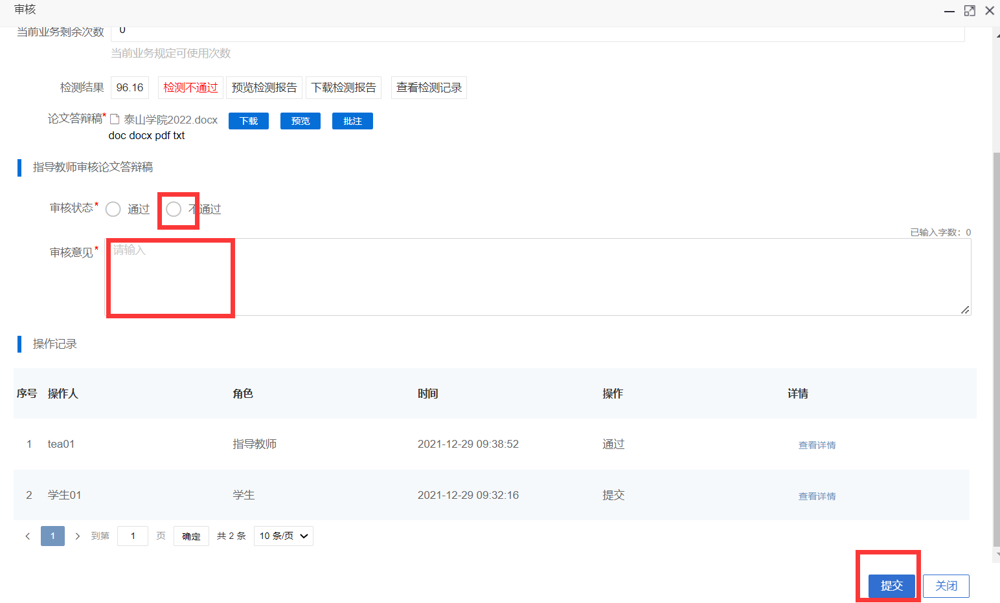 审核
当前业务剩余次数 0
当前业务规定可使用次数
检测结果 96.16 检测不通过 预览检测报告 下载检测报告 查看检测记录
论文答辩稿* 泰山学院2022.docx 下载 预览 批注
doc docx pdf txt
指导教师审核论文答辩稿
审核状态* 通过 不通过
已输入字数：0
审核意见* 请输入
操作记录
序号 操作人 角色 时间 操作 详情
1 tea01 指导教师 2021-12-29 09:38:52 通过 查看详情
2 学生01 学生 2021-12-29 09:32:16 提交 查看详情
1 到第 1 页 确定 共 2 条 10 条/页
提交 关闭